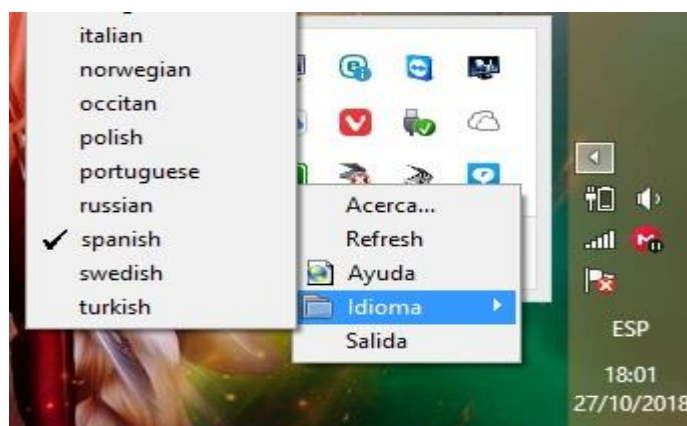 italian
norwegian
occitan
polish
portuguese
russian
spanish
swedish
turkish
Acerca...
Refresh
Ayuda
Idioma
Salida
ESP
18:01
27/10/2018